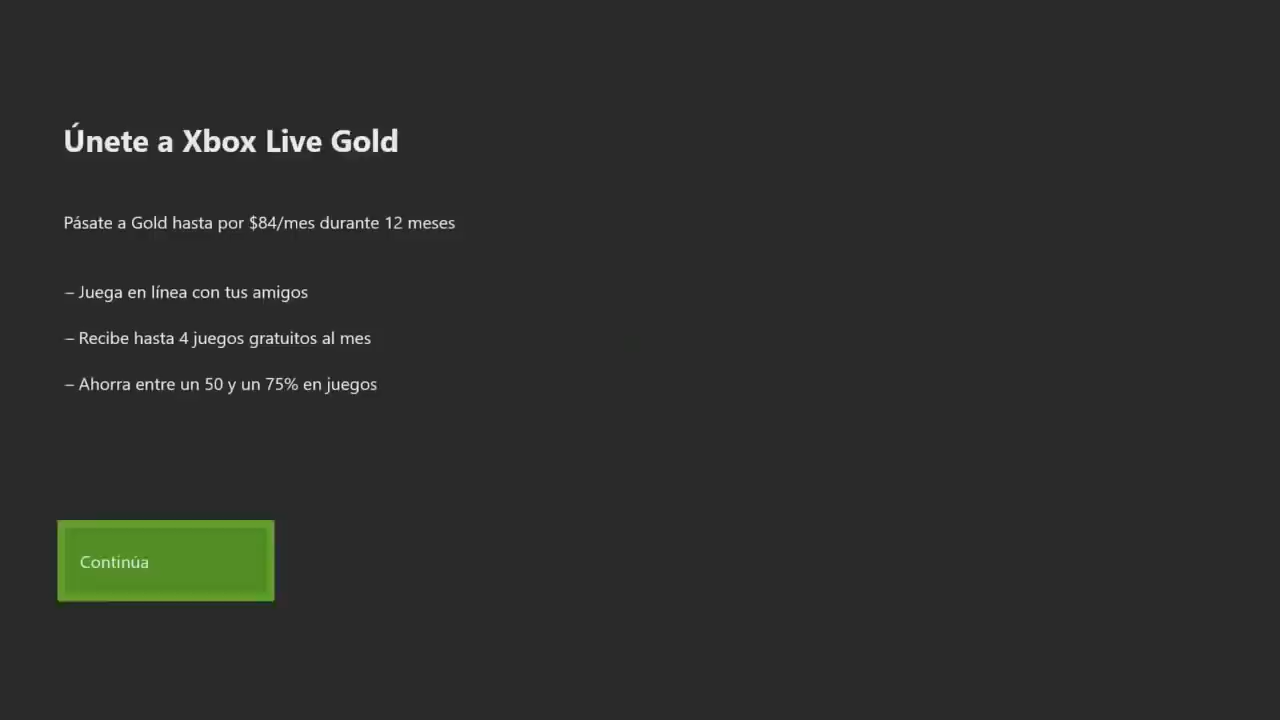 Únete a Xbox Live Gold
Pásate a Gold hasta por $84/mes durante 12 meses
– Juega en línea con tus amigos
– Recibe hasta 4 juegos gratuitos al mes
– Ahorra entre un 50 y un 75% en juegos
Continúa